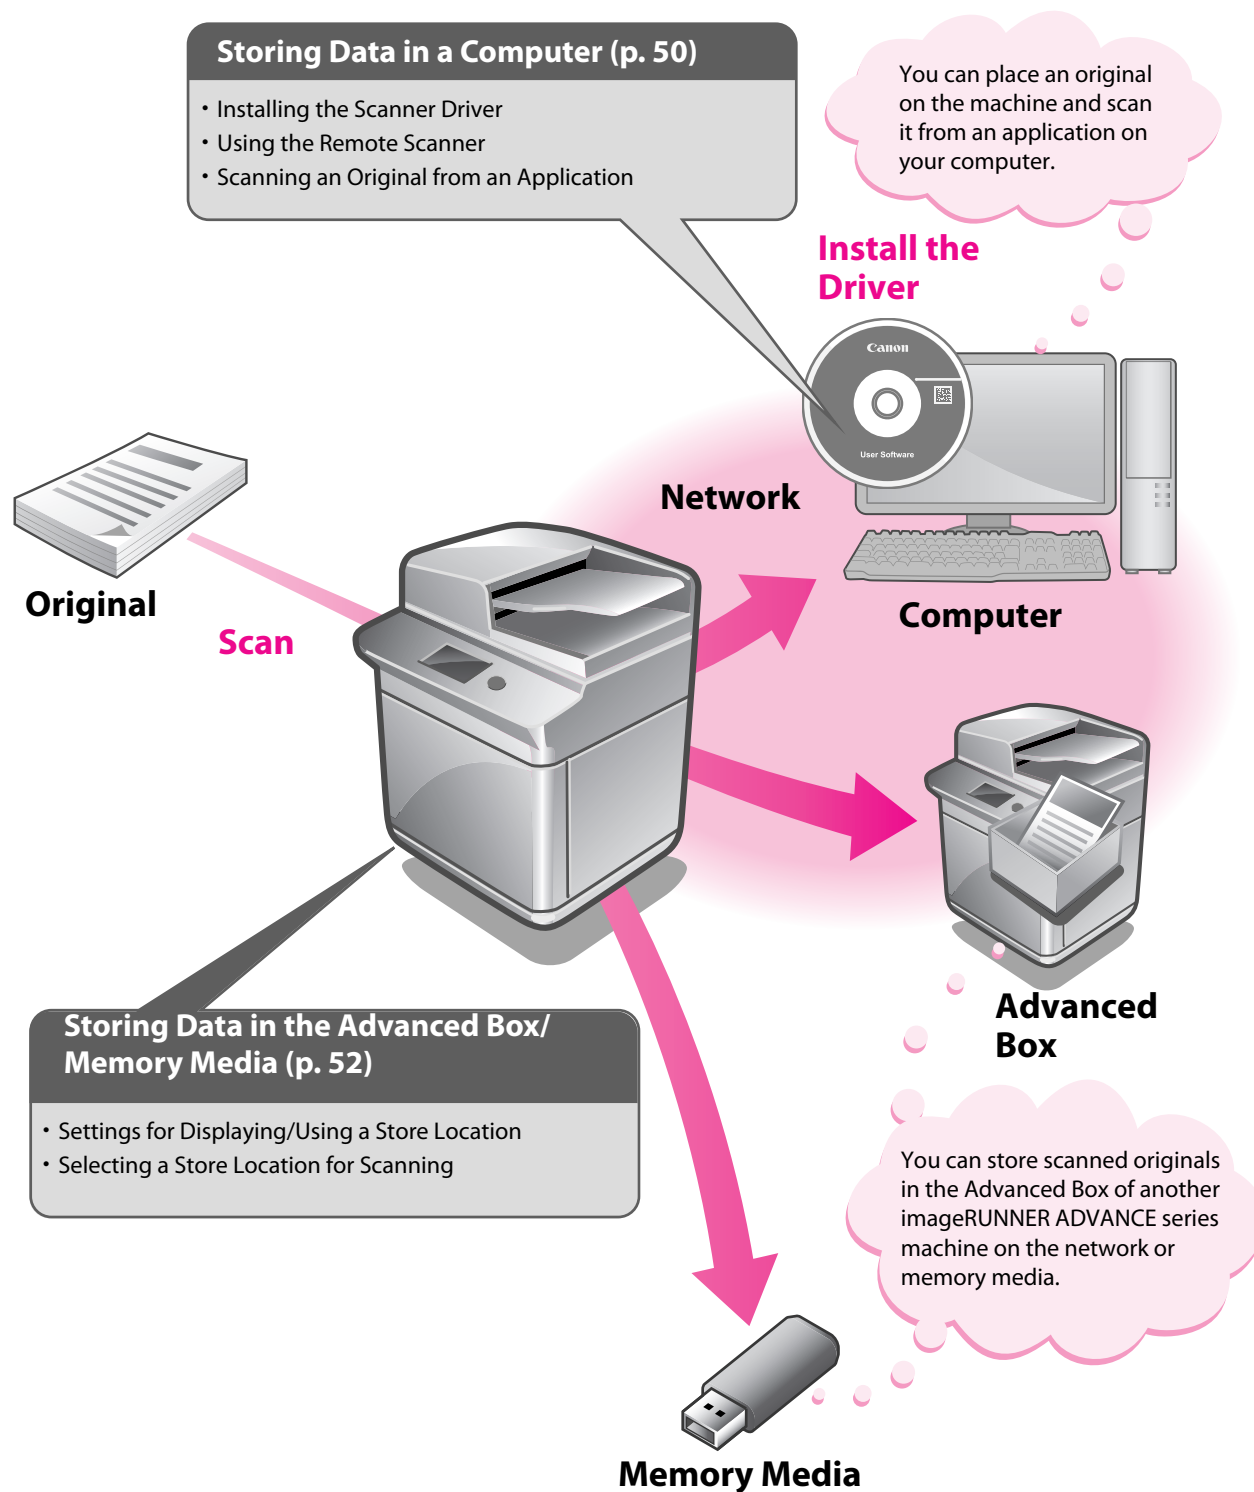 Storing Data in a Computer (p. 50)
・Installing the Scanner Driver
・Using the Remote Scanner
・Scanning an Original from an Application
You can place an original
on the machine and scan
it from an application on
your computer.
Install the
Driver
Canon
User Software
Network
Computer
Original
Scan
Advanced
Box
Storing Data in the Advanced Box/
Memory Media (p. 52)
・Settings for Displaying/Using a Store Location
・Selecting a Store Location for Scanning
You can store scanned originals
in the Advanced Box of another
imageRUNNER ADVANCE series
machine on the network or
memory media.
Memory Media